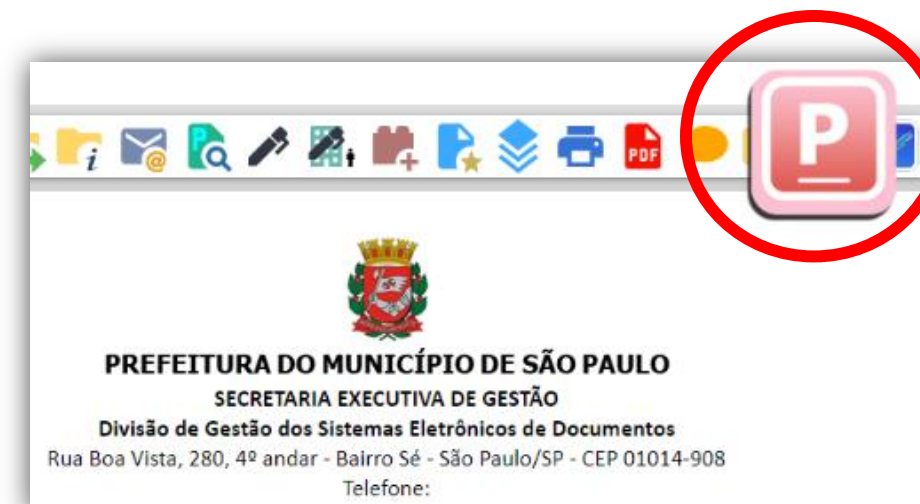 i
@
P
PDF
P
PREFEITURA DO MUNICÍPIO DE SÃO PAULO
SECRETARIA EXECUTIVA DE GESTÃO
Divisão de Gestão dos Sistemas Eletrônicos de Documentos
Rua Boa Vista, 280, 4º andar - Bairro Sé - São Paulo/SP - CEP 01014-908
Telefone: